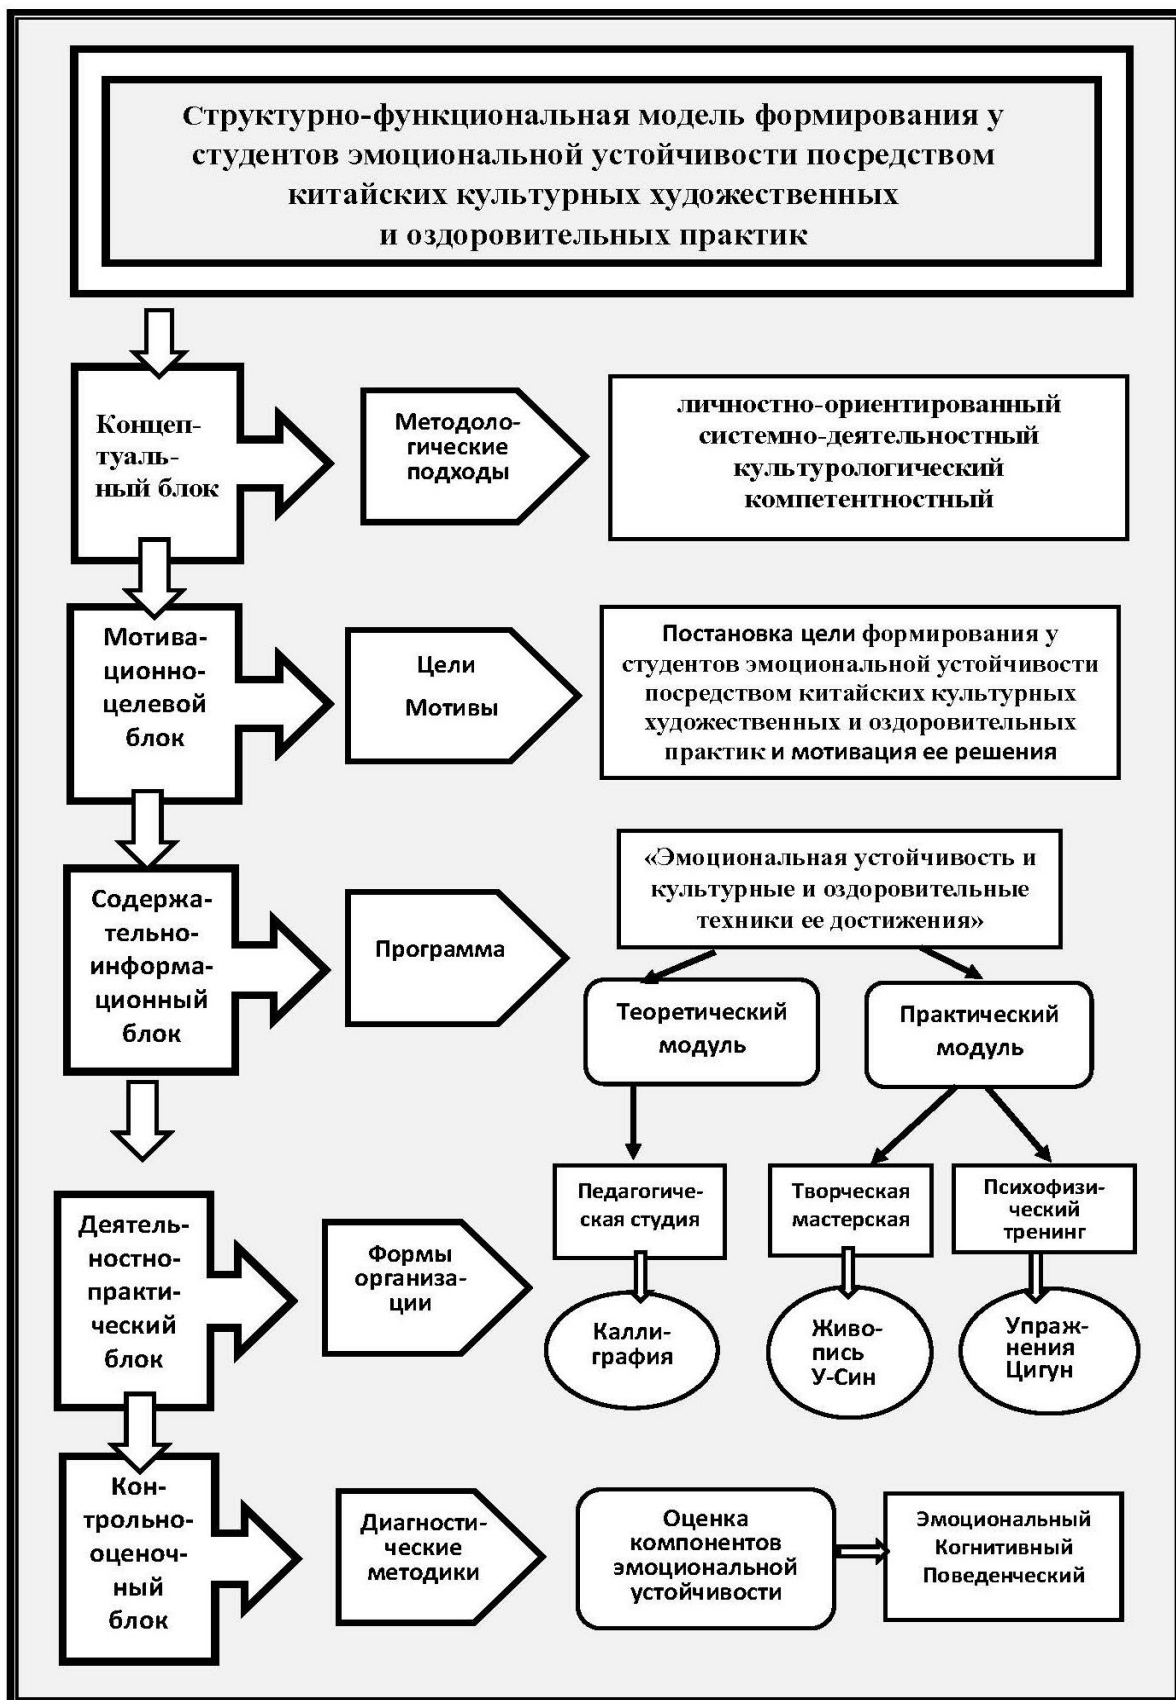 Структурно-функциональная модель формирования у
студентов эмоциональной устойчивости посредством
китайских культурных художественных
и оздоровительных практик
Концеп-
туаль-
ный блок
Методоло-
гические
подходы
личностно-ориентированный
системно-деятельностный
культурологический
компетентностный
Мотива-
ционно-
целевой
блок
Цели
Мотивы
Постановка цели формирования у
студентов эмоциональной устойчивости
посредством китайских культурных
художественных и оздоровительных
практик и мотивация ее решения
Содержа-
тельно-
информа-
ционный
блок
Программа
«Эмоциональная устойчивость и
культурные и оздоровительные
техники ее достижения»
Теоретический
модуль
Практический
модуль
Деятель-
ностно-
практи-
ческий
блок
Формы
организа-
ции
Педагогиче-
ская студия
Творческая
мастерская
Психофизи-
ческий
тренинг
Калли-
графия
Живо-
пись
У-Син
Упраж-
нения
Цигун
Кон-
трольно-
оценоч-
ный
блок
Диагности-
ческие
методики
Оценка
компонентов
эмоциональной
устойчивости
Эмоциональный
Когнитивный
Поведенческий